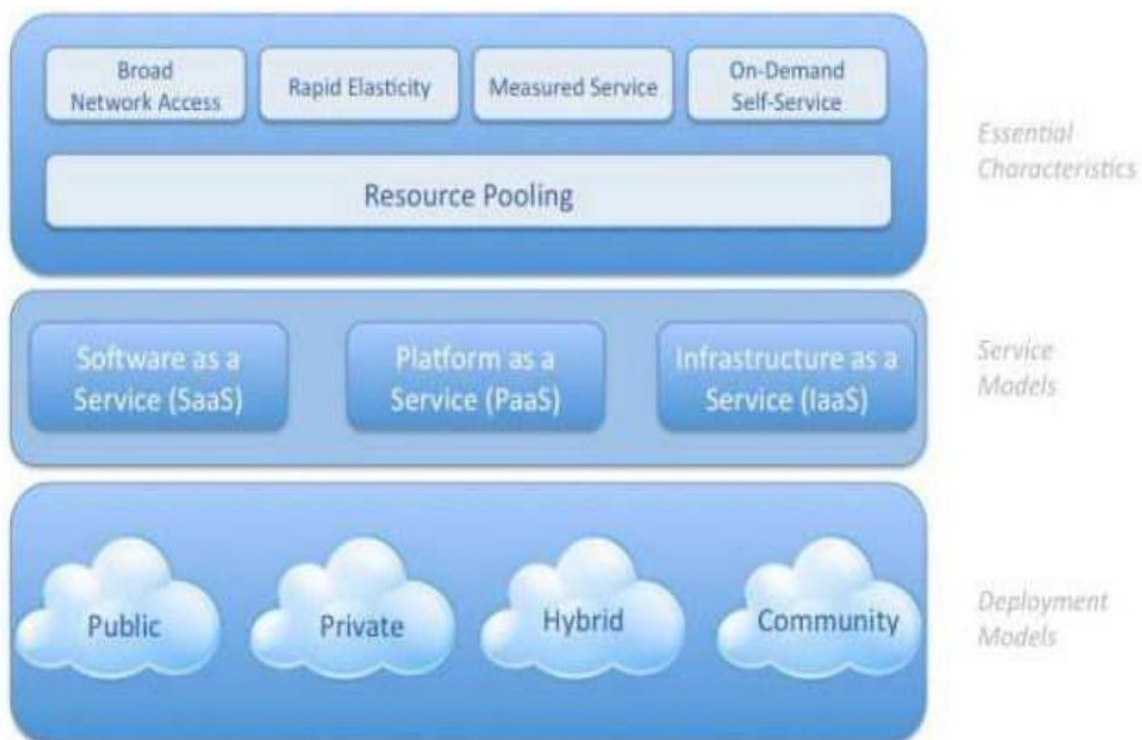 Broad
Network Access
Rapid Elasticity
Measured Service
On-Demand
Self-Service
Resource Pooling
Essential
Characteristics
Software as a
Service (SaaS)
Platform as a
Service (PaaS)
Infrastructure as a
Service (IaaS)
Service
Models
Public
Private
Hybrid
Community
Deployment
Models